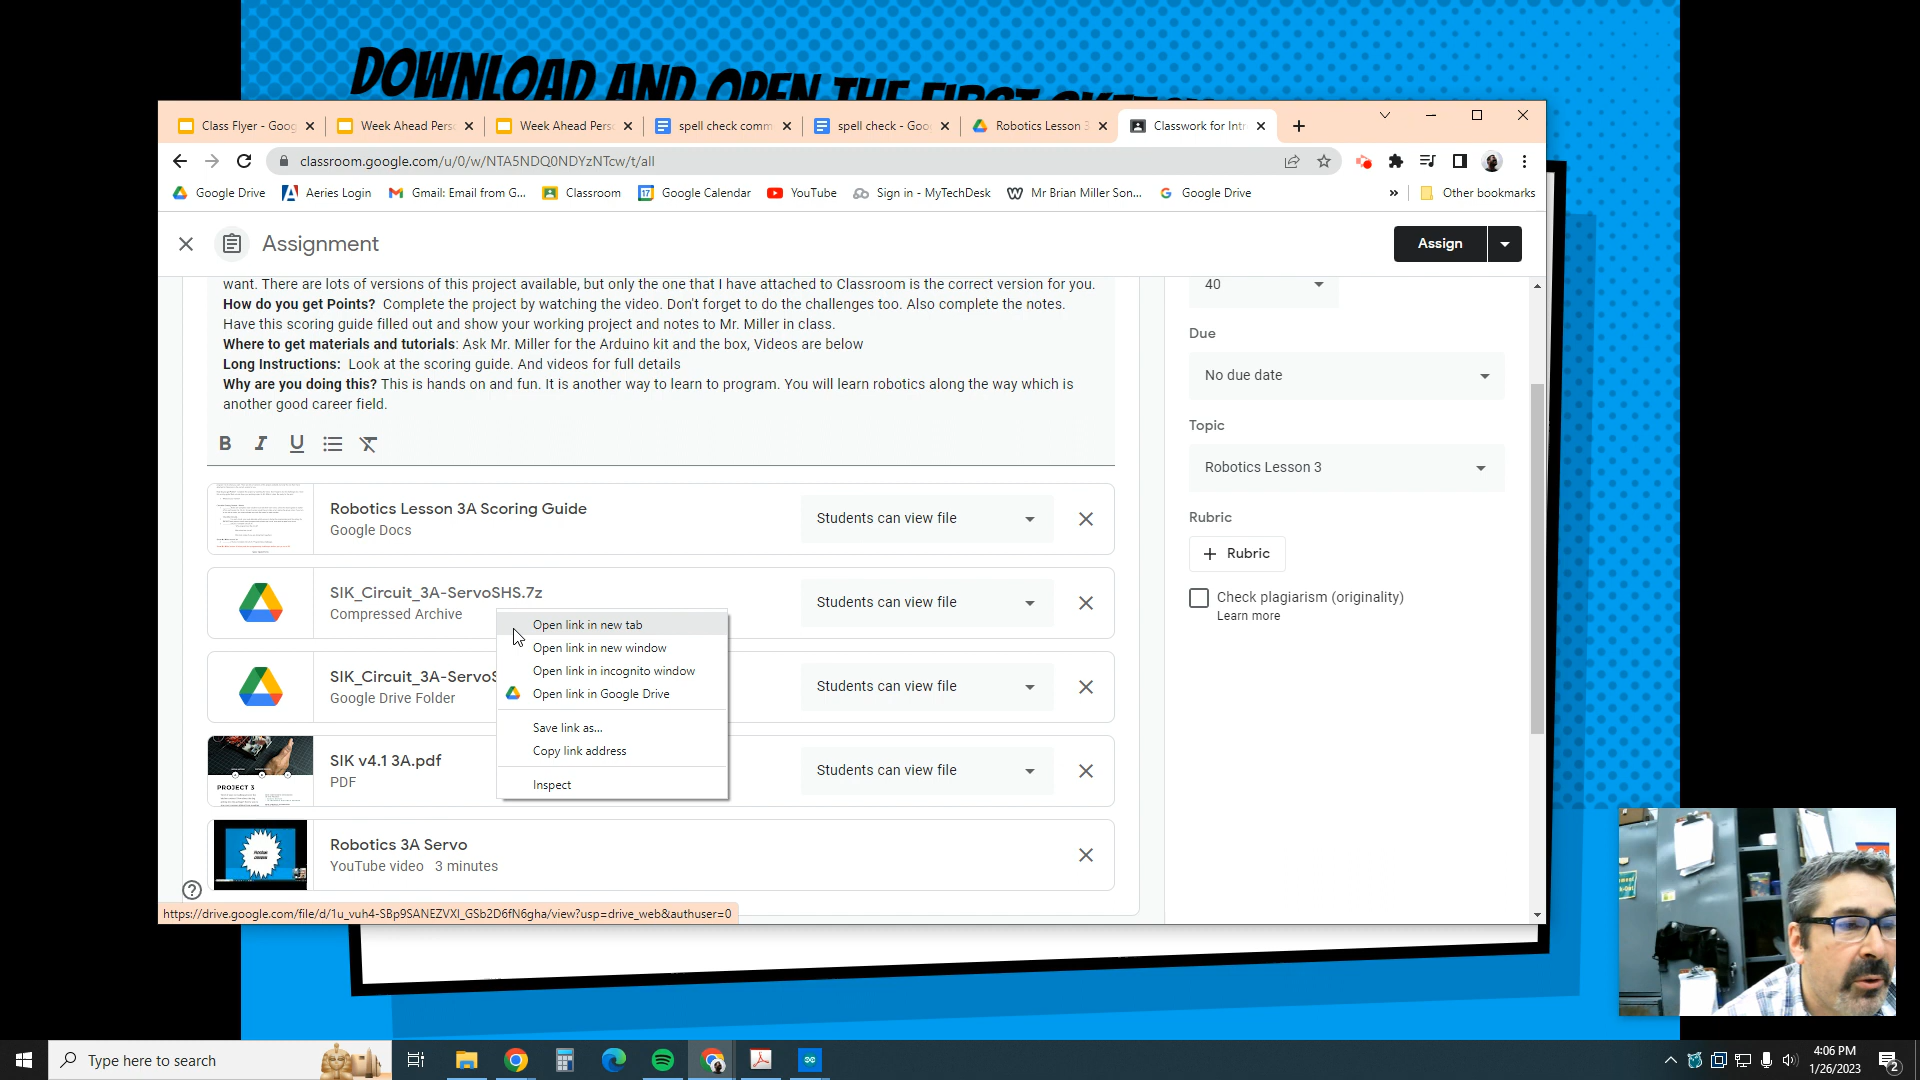 DOWNLOAD AND OPEN THE FIRST SKETCH
Class Flyer - Goog
Week Ahead Perso
Week Ahead Perso
spell check comm
spell check - Goo
Robotics Lesson 3
Classwork for Intr
classroom.google.com/u/0/w/NTA5NDQ0NDYzNTcw/t/all
Google Drive
Aeries Login
Gmail: Email from G...
Classroom
Google Calendar
YouTube
Sign in - MyTechDesk
Mr Brian Miller Son...
Google Drive
»
Other bookmarks
Assignment
Assign
want. There are lots of versions of this project available, but only the one that I have attached to Classroom is the correct version for you.
How do you get Points?  Complete the project by watching the video. Don't forget to do the challenges too. Also complete the notes.
Have this scoring guide filled out and show your working project and notes to Mr. Miller in class.
Where to get materials and tutorials: Ask Mr. Miller for the Arduino kit and the box, Videos are below
Long Instructions:  Look at the scoring guide. And videos for full details
Why are you doing this? This is hands on and fun. It is another way to learn to program. You will learn robotics along the way which is
another good career field.
B I U
40
Due
No due date
Topic
Robotics Lesson 3
Rubric
+ Rubric
Check plagiarism (originality)
Learn more
Robotics Lesson 3A Scoring Guide
Google Docs
Students can view file
SIK_Circuit_3A-ServoSHS.7z
Compressed Archive
Students can view file
SIK_Circuit_3A-ServoS
Google Drive Folder
Students can view file
SIK v4.1 3A.pdf
PDF
PROJECT 3
Students can view file
Robotics 3A Servo
YouTube video 3 minutes
Open link in new tab
Open link in new window
Open link in incognito window
Open link in Google Drive
Save link as...
Copy link address
Inspect
https://drive.google.com/file/d/1u_vuh4-SBp9SANEZVXI_GSb2D6fN6gha/view?usp=drive_web&authuser=0
Type here to search
4:06 PM
1/26/2023
2